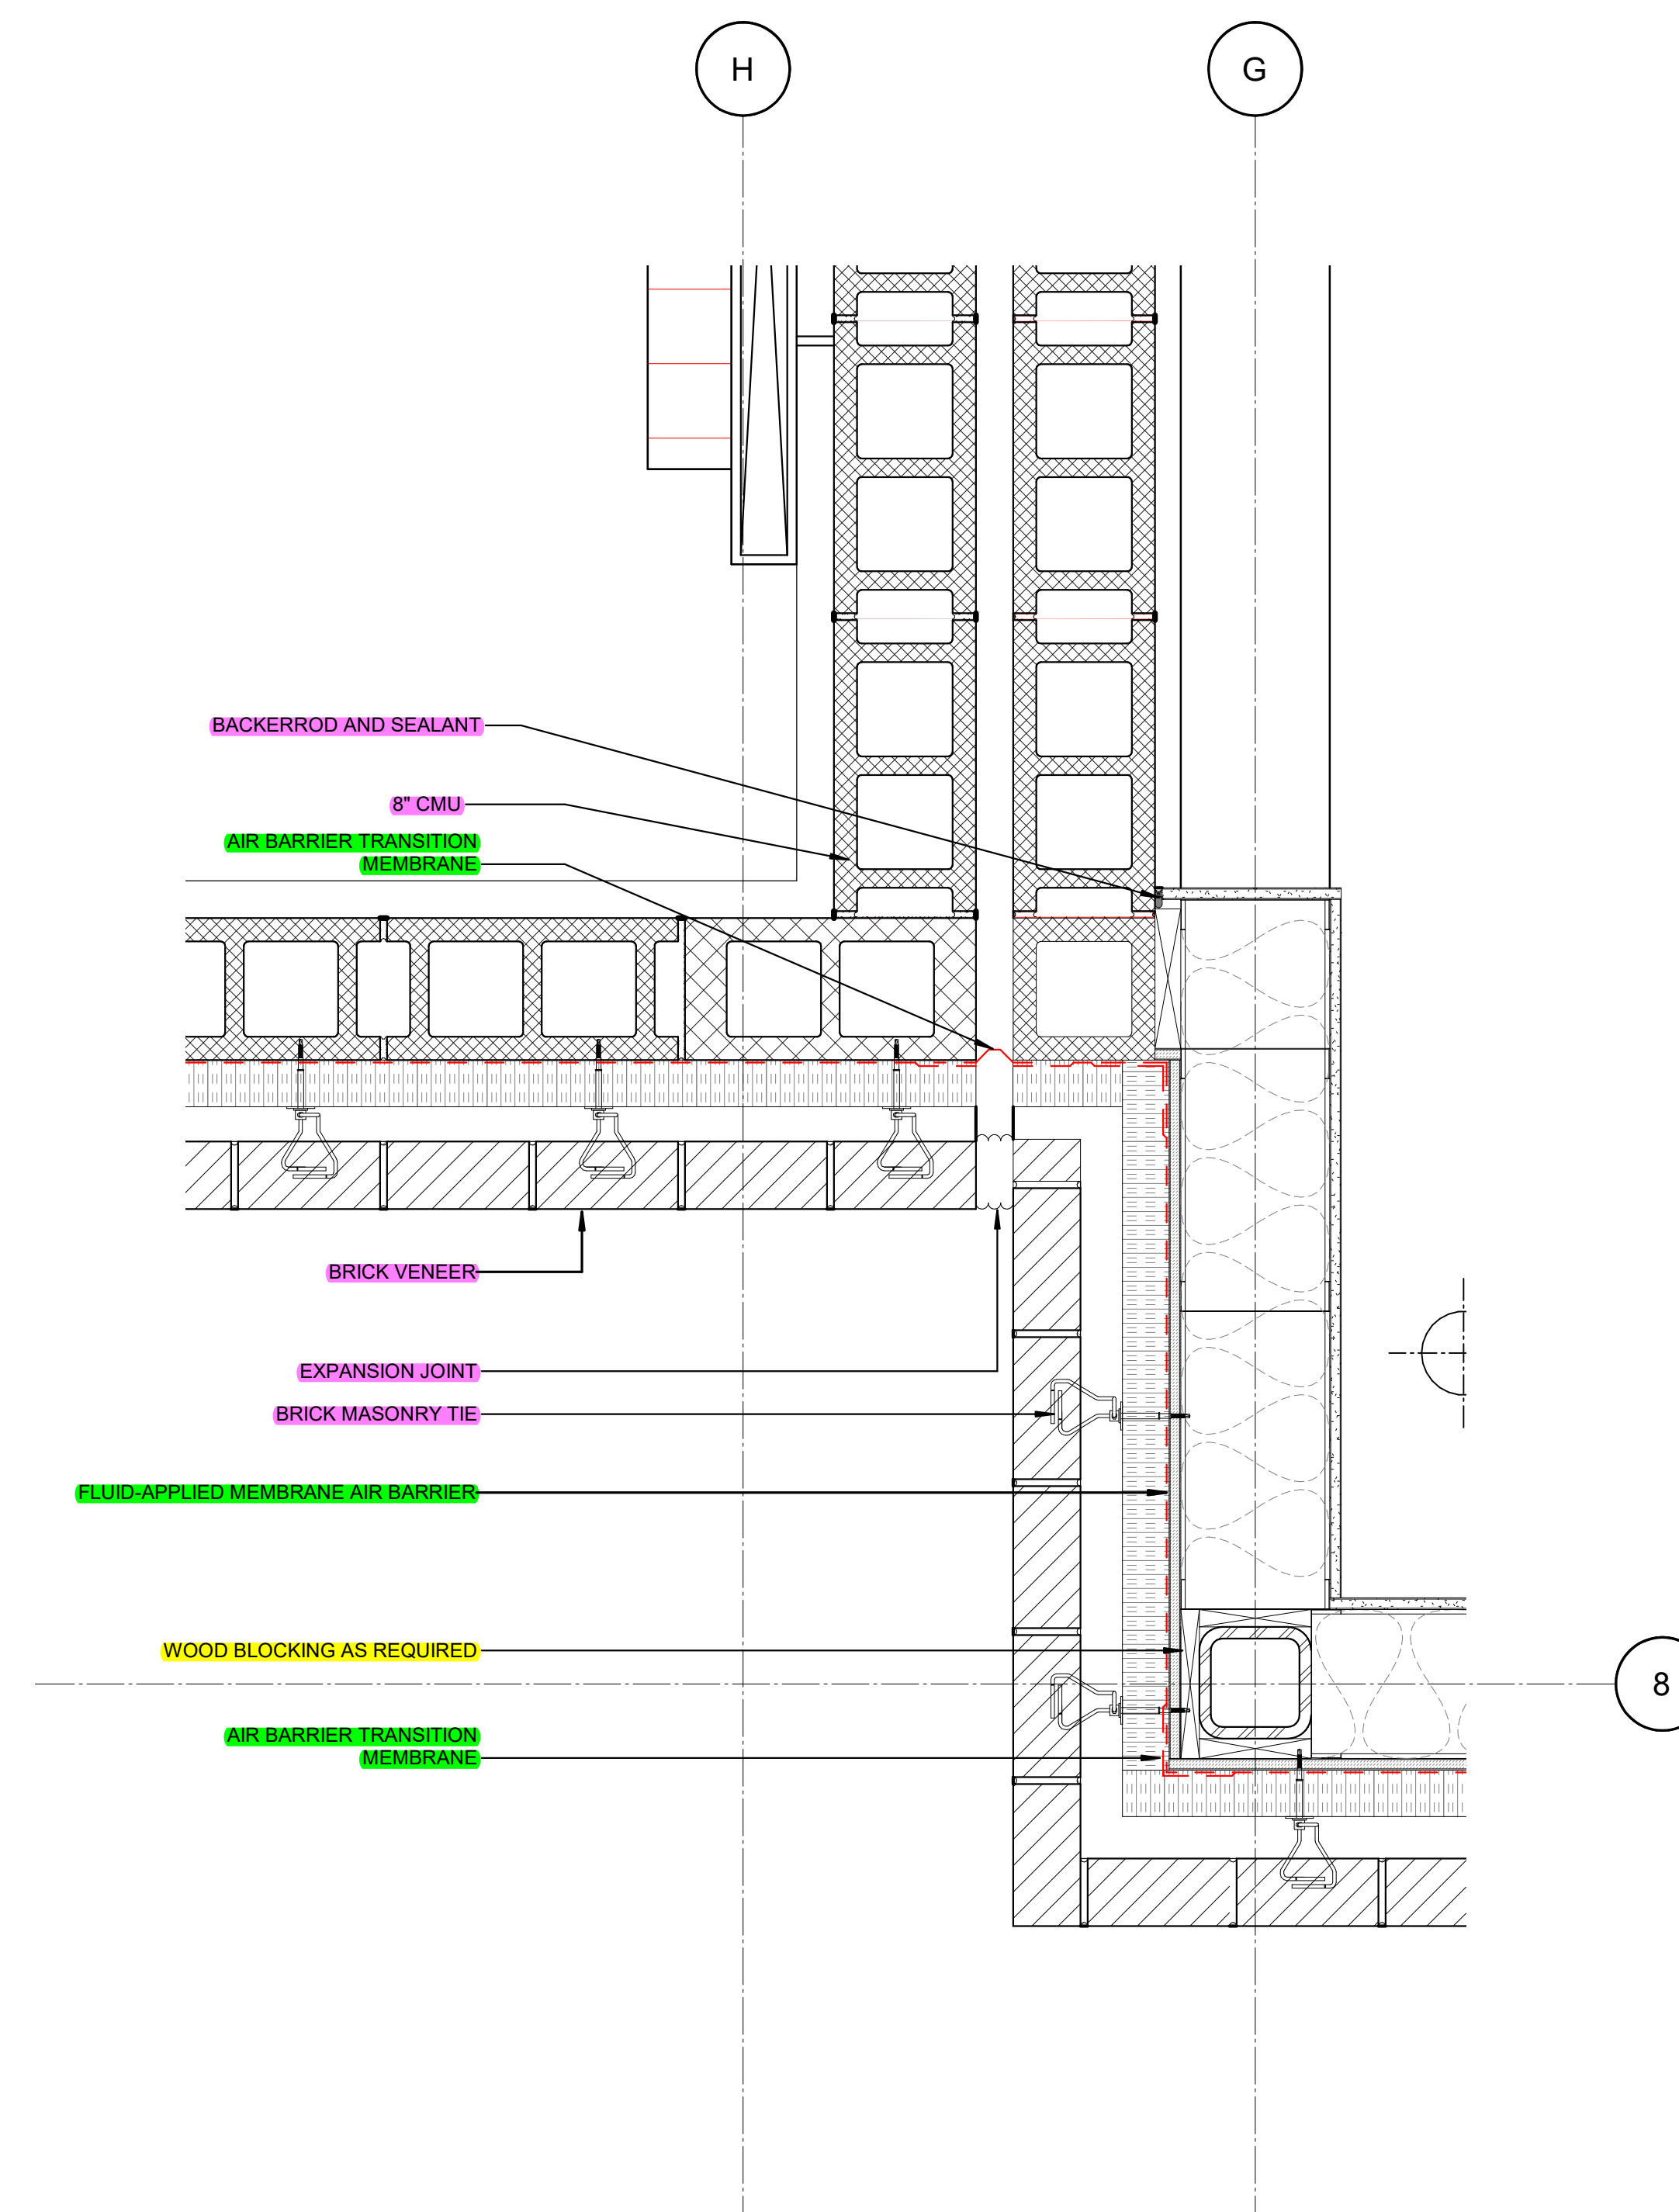 H
G
BACKERROD AND SEALANT
8" CMU
AIR BARRIER TRANSITION
MEMBRANE
BRICK VENEER
EXPANSION JOINT
BRICK MASONRY TIE
FLUID-APPLIED MEMBRANE AIR BARRIER
WOOD BLOCKING AS REQUIRED
8
AIR BARRIER TRANSITION
MEMBRANE